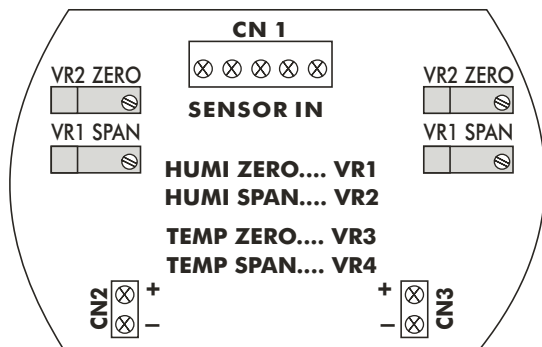 CN 1
VR2 ZERO
VR2 ZERO
SENSOR IN
VR1 SPAN
VR1 SPAN
HUMI ZERO.... VR1
HUMI SPAN.... VR2
TEMP ZERO.... VR3
TEMP SPAN.... VR4
CN2
+
−
+
−
CN3